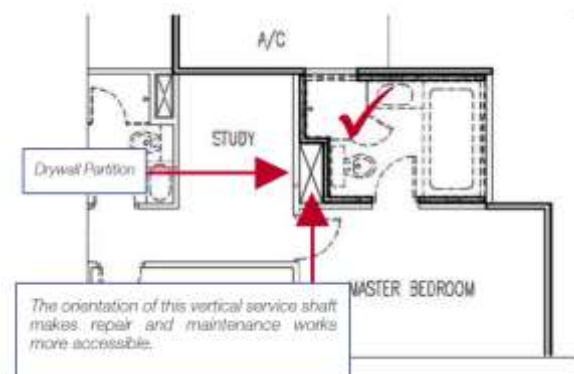 A/C
STUDY
Drywall Partition
MASTER BEDROOM
The orientation of this vertical service shaft
makes repair and maintenance works
more accessible.